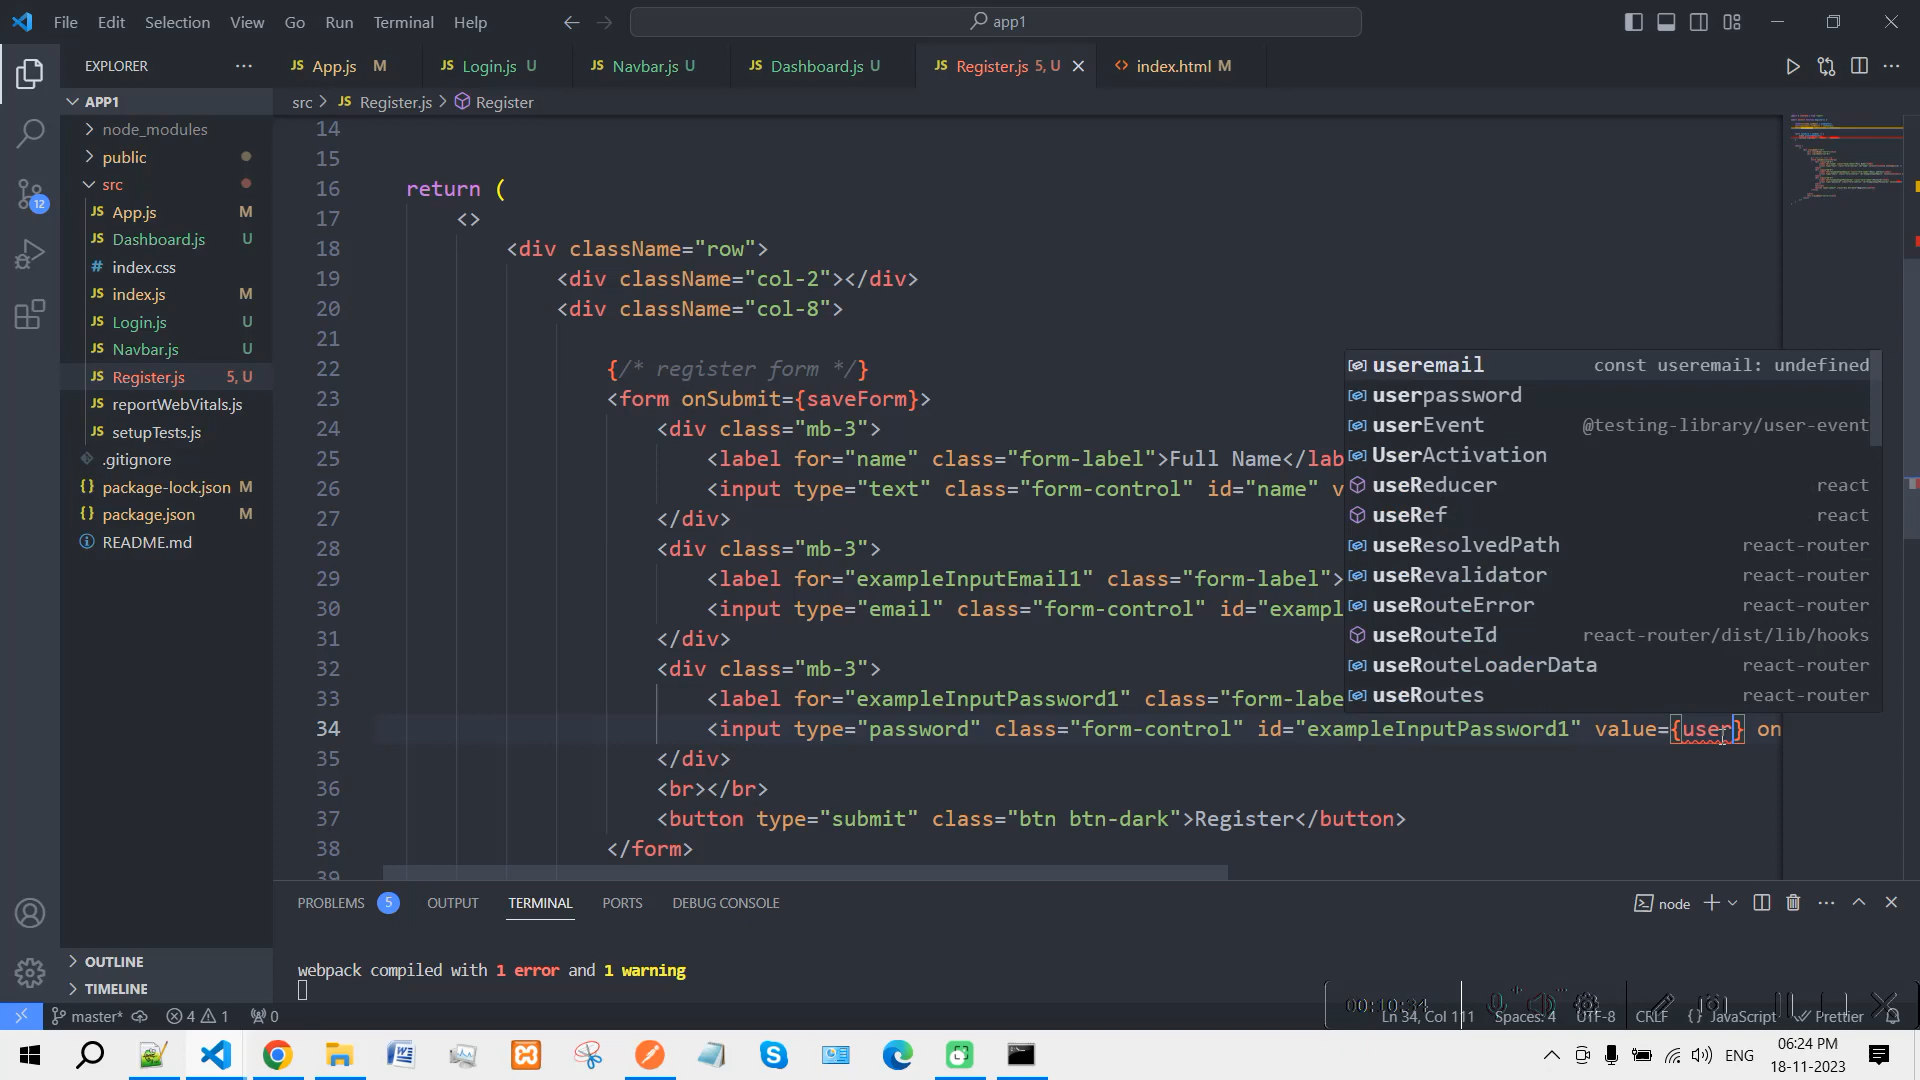 File Edit Selection View Go Run Terminal Help app1
EXPLORER
App.js M Login.js U Navbar.js U Dashboard.js U Register.js 5, U index.html M
APP1
src Register.js Register
node_modules
public
src
App.js M
Dashboard.js U
index.css
index.js M
Login.js U
Navbar.js U
Register.js 5, U
reportWebVitals.js
setupTests.js
.gitignore
package-lock.json M
package.json M
README.md
12
OUTLINE
TIMELINE
14
15
16 return (
17 <>
18 <div className="row">
19 <div className="col-2"></div>
20 <div className="col-8">
21
22 {/* register form */}
23 <form onSubmit={saveForm}>
24 <div class="mb-3">
25 <label for="name" class="form-label">Full Name</lab
26 <input type="text" class="form-control" id="name" v
27 </div>
28 <div class="mb-3">
29 <label for="exampleInputEmail1" class="form-label">
30 <input type="email" class="form-control" id="exampl
31 </div>
32 <div class="mb-3">
33 <label for="exampleInputPassword1" class="form-labe
34 <input type="password" class="form-control" id="exampleInputPassword1" value={user} on
35 </div>
36 <br></br>
37 <button type="submit" class="btn btn-dark">Register</button>
38 </form>
39
useremail const useremail: undefined
userpassword
userEvent @testing-library/user-event
UserActivation
useReducer react
useRef react
useResolvedPath react-router
useRevalidator react-router
useRouteError react-router
useRouteId react-router/dist/lib/hooks
useRouteLoaderData react-router
useRoutes react-router
PROBLEMS 5 OUTPUT TERMINAL PORTS DEBUG CONSOLE node
webpack compiled with 1 error and 1 warning
00:10:34
master* 4 1 0 Ln 34, Col 111 Spaces: 4 UTF-8 CRLF {} JavaScript Prettier
ENG 06:24 PM
18-11-2023